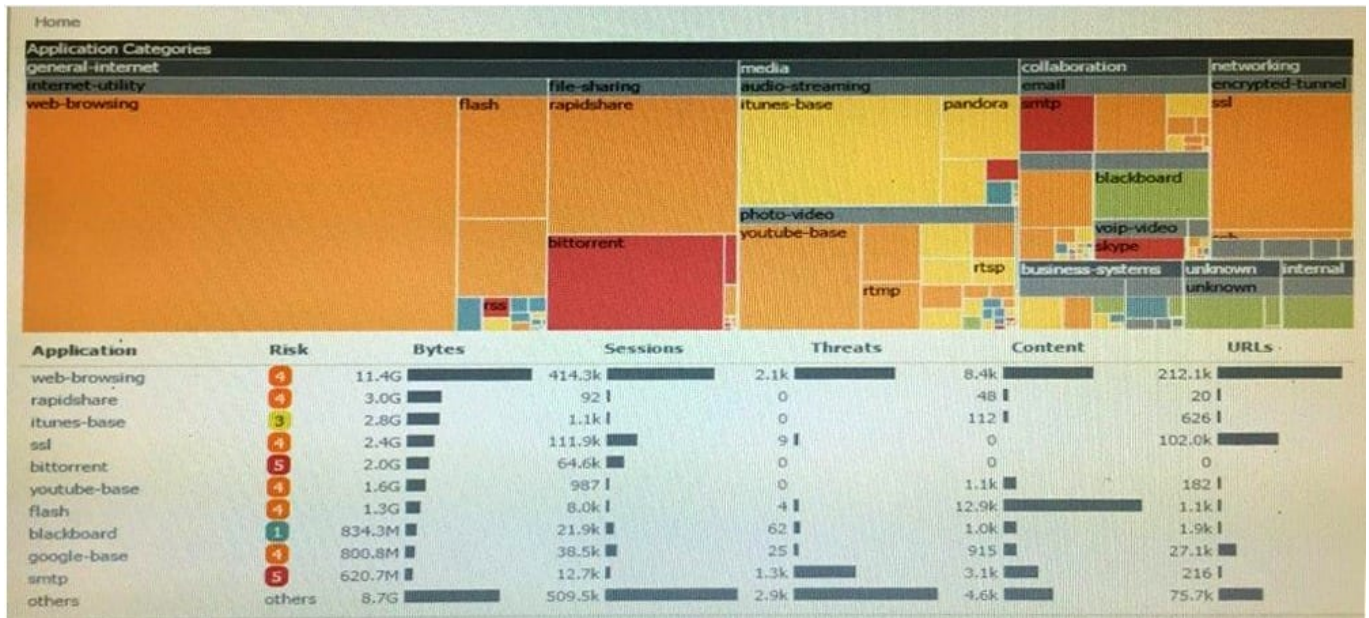 Home
Application Categories
general-internet media collaboration networking
internet-utility file-sharing audio-streaming email encrypted-tunnel
web-browsing flash rapidshare itunes-base pandora smtp ssl
blackboard
photo-video
youtube-base voip-video
bittorrent skype
rtsp business-systems unknown internal
rtmp unknown
rss
Application Risk Bytes Sessions Threats Content URLs
web-browsing 4 11.4G 414.3k 2.1k 8.4k 212.1k
rapidshare 4 3.0G 92 0 48 20
itunes-base 3 2.8G 1.1k 0 112 626
ssl 4 2.4G 111.9k 9 0 102.0k
bittorrent 5 2.0G 64.6k 0 0 0
youtube-base 4 1.6G 987 0 1.1k 182
flash 4 1.3G 8.0k 4 12.9k 1.1k
blackboard 1 834.3M 21.9k 62 1.0k 1.9k
google-base 4 800.8M 38.5k 25 915 27.1k
smtp 5 620.7M 12.7k 1.3k 3.1k 216
others others 8.7G 509.5k 2.9k 4.6k 75.7k